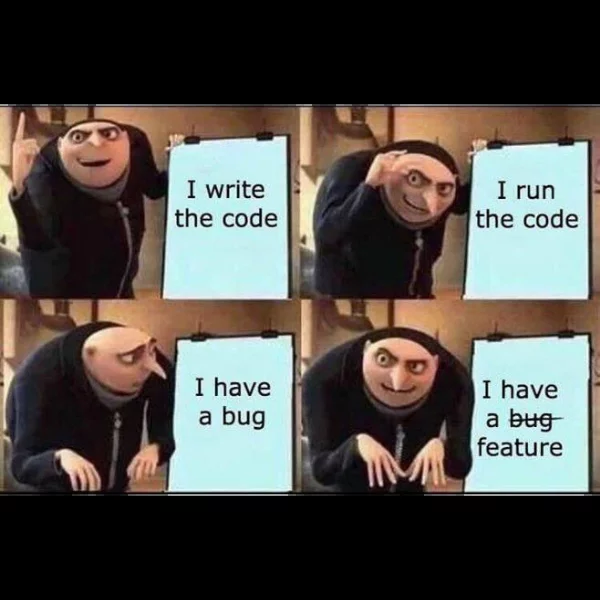 I write
the code
I run
the code
I have
a bug
I have
a bug
feature